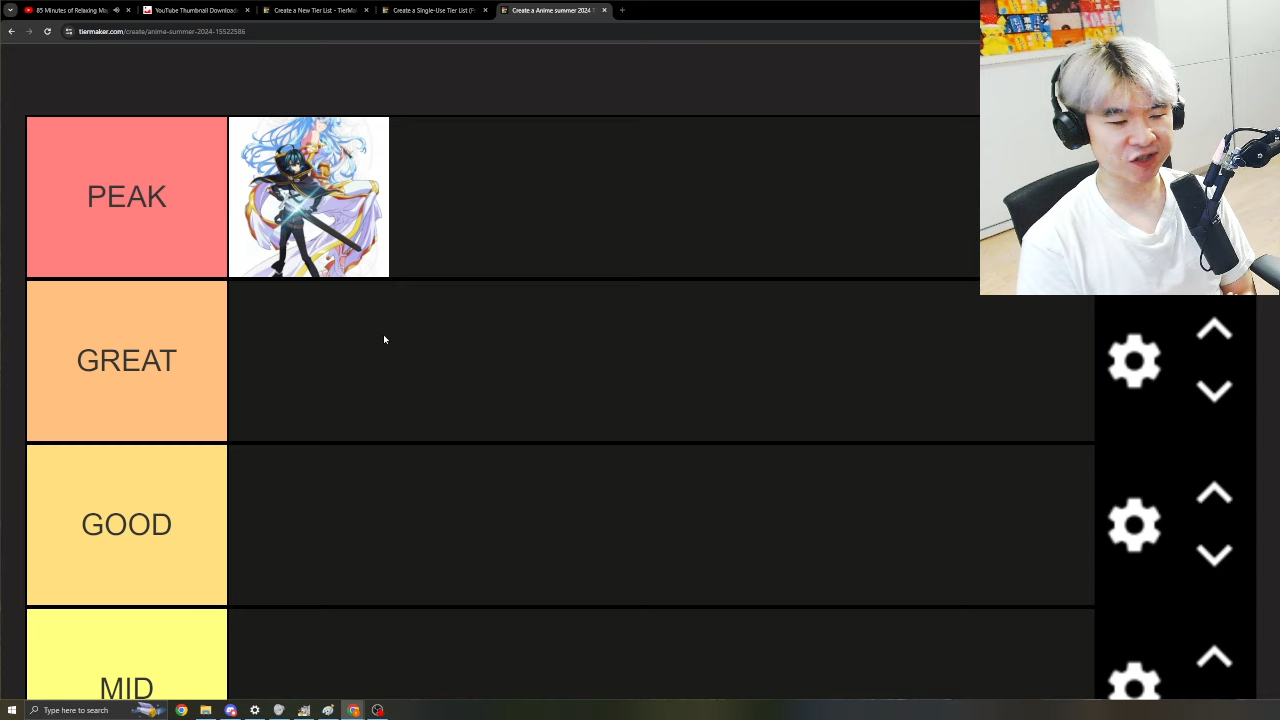 85 Minutes of Relaxing Ma
YouTube Thumbnail Download
Create a New Tier List - TierMa
Create a Single-Use Tier List (P
Create a Anime summer 2024 T
tiermaker.com/create/anime-summer-2024-15522586
PEAK
GREAT
GOOD
MID
Type here to search